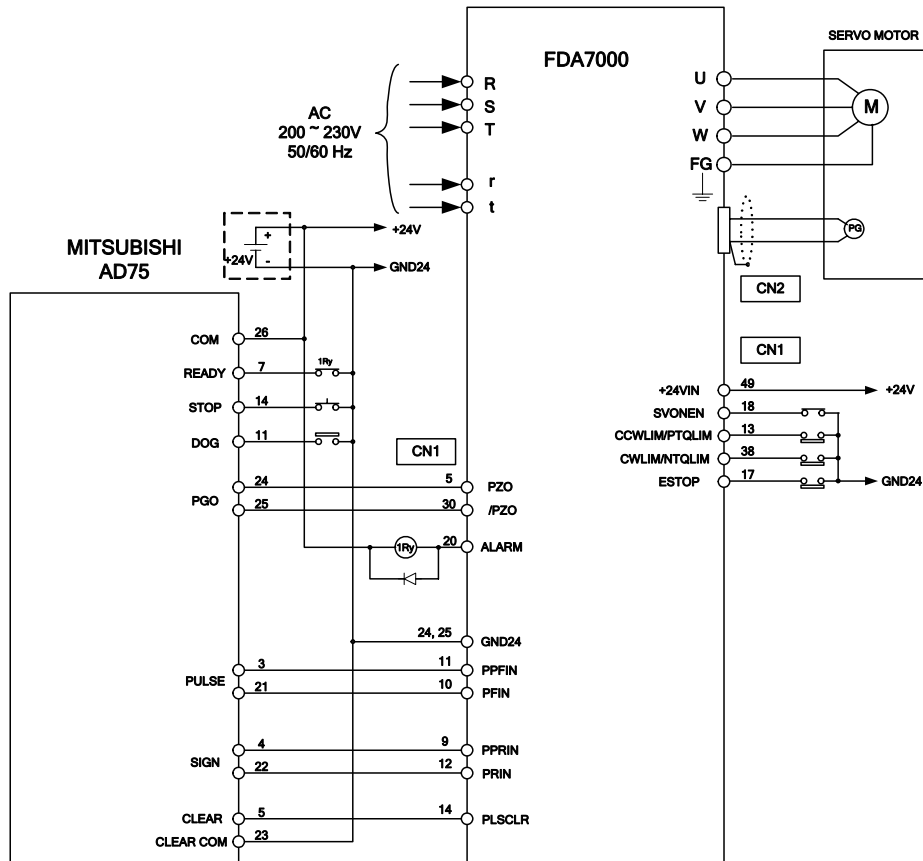 SERVO MOTOR
FDA7000
U
V
W
FG
M
PG
R
S
T
r
t
AC
200 ~ 230V
50/60 Hz
+
+24V
-
+24V
GND24
MITSUBISHI
AD75
CN2
CN1
COM 26
READY 7 1Ry
STOP 14
DOG 11
CN1
PGO
24 5 PZO
25 30 /PZO
1Ry 20 ALARM
24, 25 GND24
PULSE
3 11 PPFIN
21 10 PFIN
SIGN
4 9 PPRIN
22 12 PRIN
CLEAR 5 14 PLSCLR
CLEAR COM 23
+24VIN 49 +24V
SVONEN 18
CCWLIM/PTQLIM 13
CWLIM/NTQLIM 38
ESTOP 17 GND24